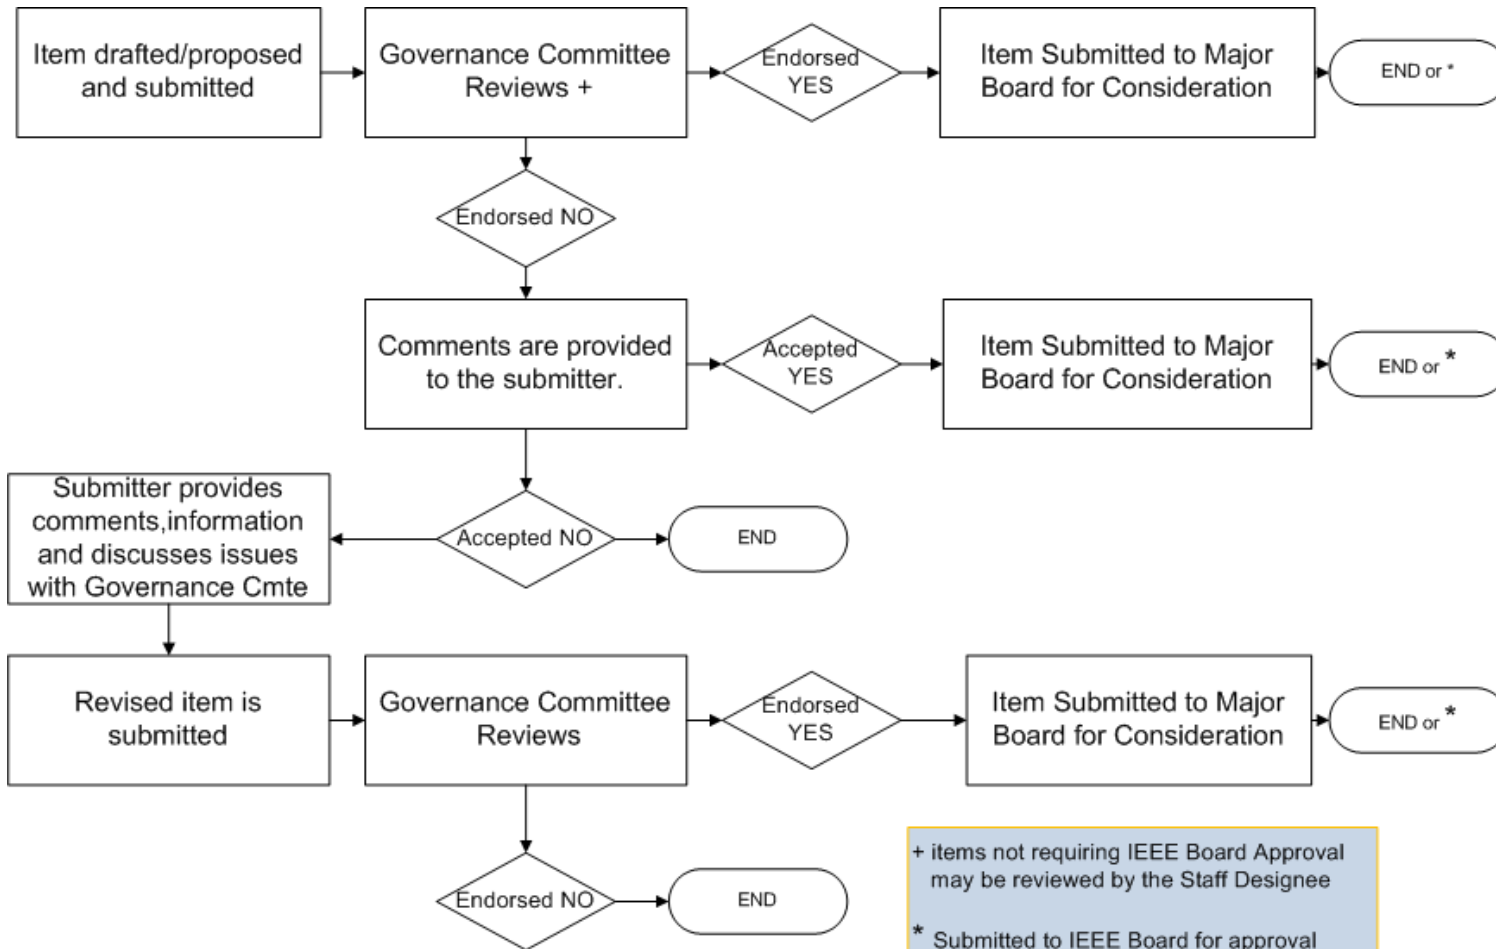 Item drafted/proposed
and submitted
Governance Committee
Reviews +
Endorsed
YES
Item Submitted to Major
Board for Consideration
END or *
Endorsed NO
Comments are provided
to the submitter.
Accepted
YES
Item Submitted to Major
Board for Consideration
END or *
Submitter provides
comments,information
and discusses issues
with Governance Cmte
Accepted NO
END
Revised item is
submitted
Governance Committee
Reviews
Endorsed
YES
Item Submitted to Major
Board for Consideration
END or *
Endorsed NO
END
+ items not requiring IEEE Board Approval
may be reviewed by the Staff Designee
* Submitted to IEEE Board for approval